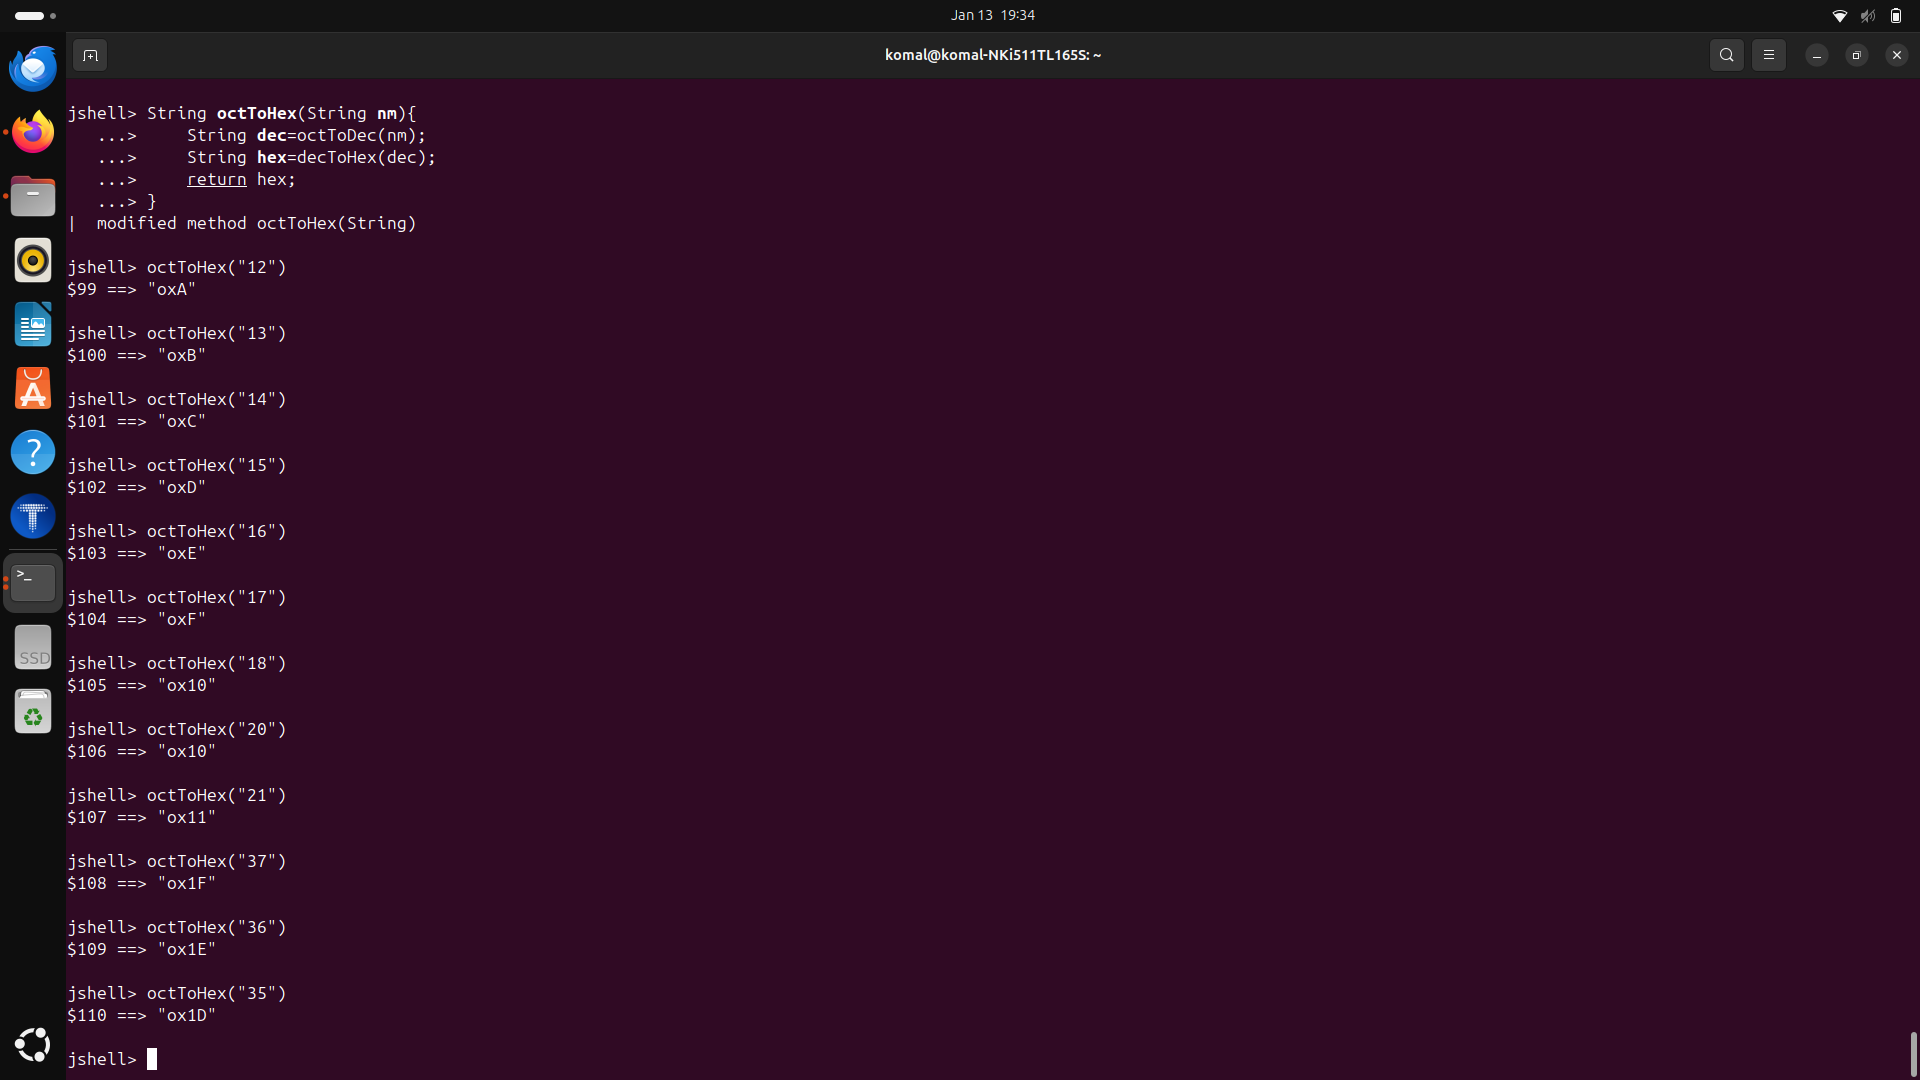 Jan 13 19:34
komal@komal-NKi511TL165S: ~
jshell> String octToHex(String nm){
   ...>     String dec=octToDec(nm);
   ...>     String hex=decToHex(dec);
   ...>     return hex;
   ...> }
|  modified method octToHex(String)
jshell> octToHex("12")
$99 ==> "oxA"
jshell> octToHex("13")
$100 ==> "oxB"
jshell> octToHex("14")
$101 ==> "oxC"
jshell> octToHex("15")
$102 ==> "oxD"
jshell> octToHex("16")
$103 ==> "oxE"
jshell> octToHex("17")
$104 ==> "oxF"
jshell> octToHex("18")
$105 ==> "ox10"
jshell> octToHex("20")
$106 ==> "ox10"
jshell> octToHex("21")
$107 ==> "ox11"
jshell> octToHex("37")
$108 ==> "ox1F"
jshell> octToHex("36")
$109 ==> "ox1E"
jshell> octToHex("35")
$110 ==> "ox1D"
jshell>
A
?
T
>_
SSD